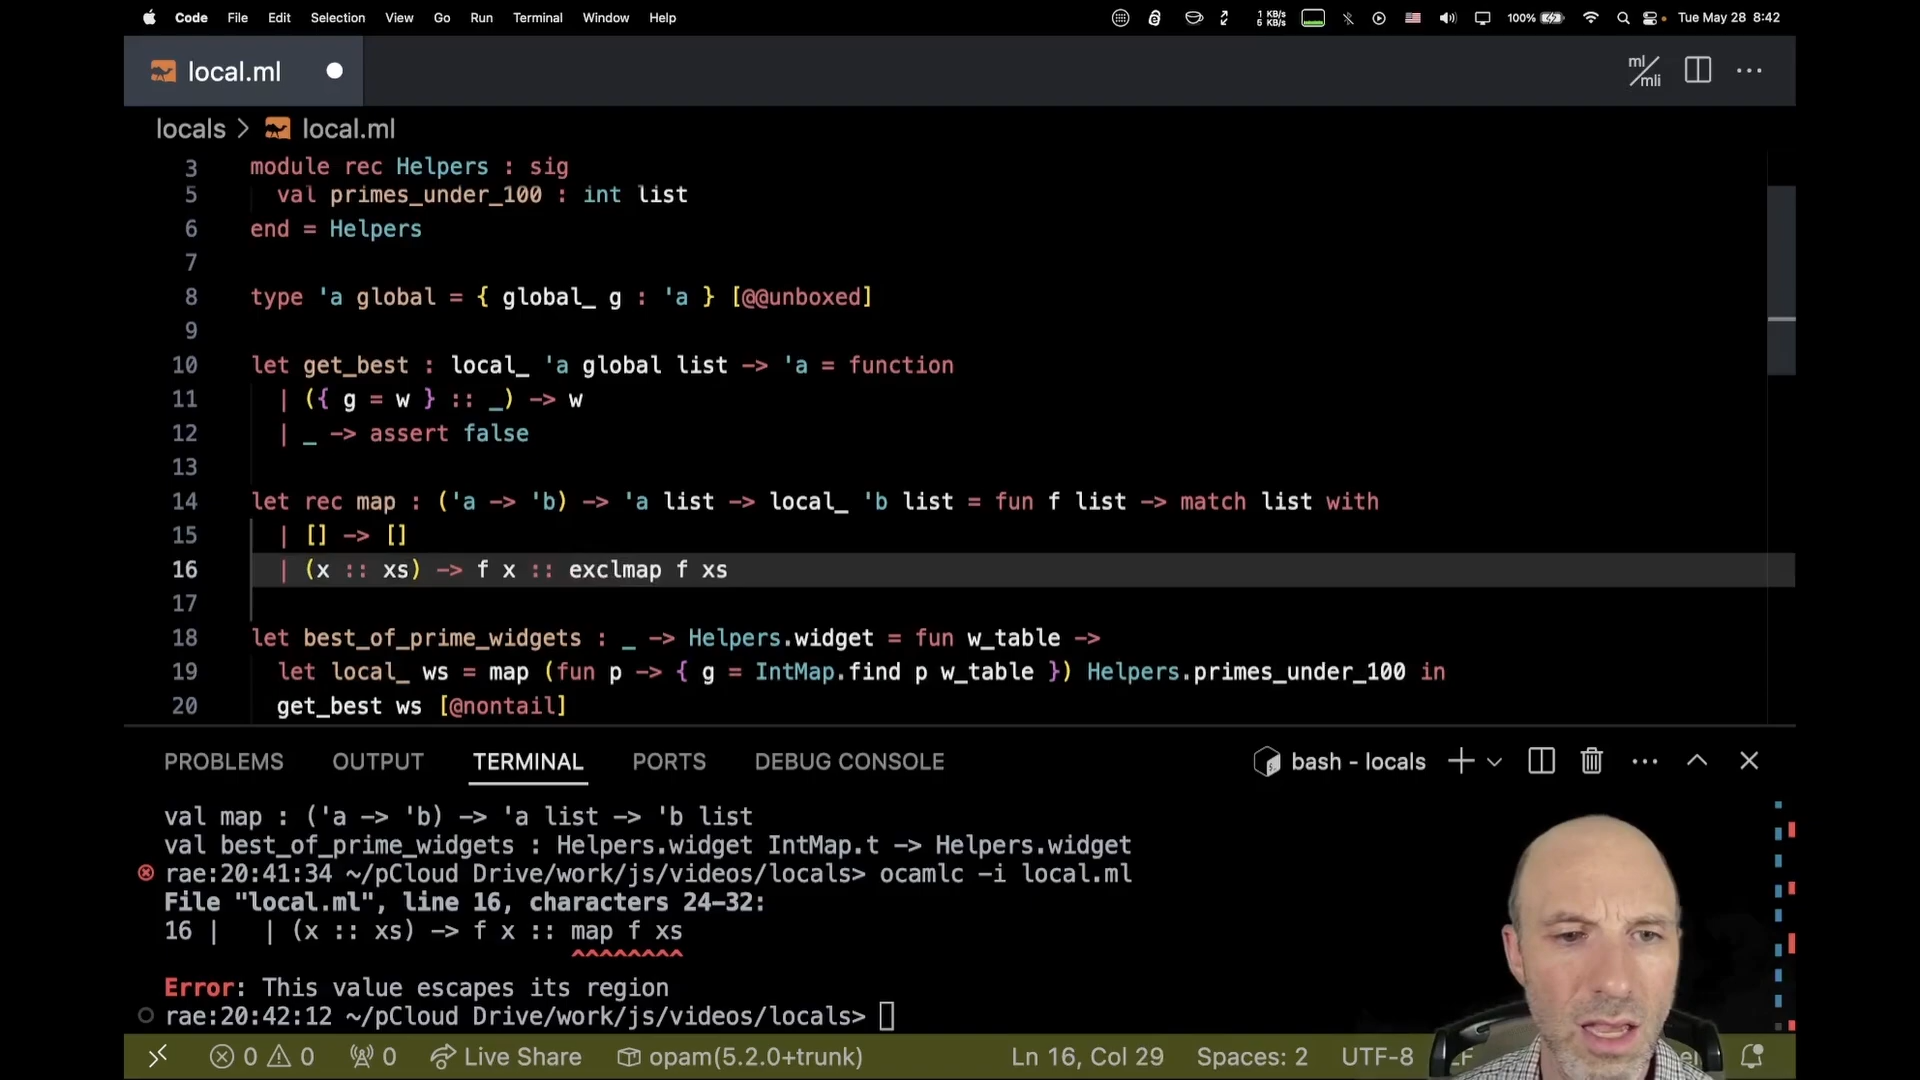 Code File Edit Selection View Go Run Terminal Window Help 1 KB/s 6 KB/s 100% Tue May 28 8:42
local.ml ml/mli ...
locals > local.ml
3 module rec Helpers : sig
5 val primes_under_100 : int list
6 end = Helpers
7
8 type 'a global = { global_ g : 'a } [@@unboxed]
9
10 let get_best : local_ 'a global list -> 'a = function
11 | ({ g = w } :: _) -> w
12 | _ -> assert false
13
14 let rec map : ('a -> 'b) -> 'a list -> local_ 'b list = fun f list -> match list with
15 | [] -> []
16 | (x :: xs) -> f x :: exclmap f xs
17
18 let best_of_prime_widgets : _ -> Helpers.widget = fun w_table ->
19 let local_ ws = map (fun p -> { g = IntMap.find p w_table }) Helpers.primes_under_100 in
20 get_best ws [@nontail]
PROBLEMS OUTPUT TERMINAL PORTS DEBUG CONSOLE bash - locals
val map : ('a -> 'b) -> 'a list -> 'b list
val best_of_prime_widgets : Helpers.widget IntMap.t -> Helpers.widget
rae:20:41:34 ~/pCloud Drive/work/js/videos/locals> ocamlc -i local.ml
File "local.ml", line 16, characters 24-32:
16 | | (x :: xs) -> f x :: map f xs
^^^^^^^^
Error: This value escapes its region
rae:20:42:12 ~/pCloud Drive/work/js/videos/locals>
0 0 0 Live Share opam(5.2.0+trunk) Ln 16, Col 29 Spaces: 2 UTF-8